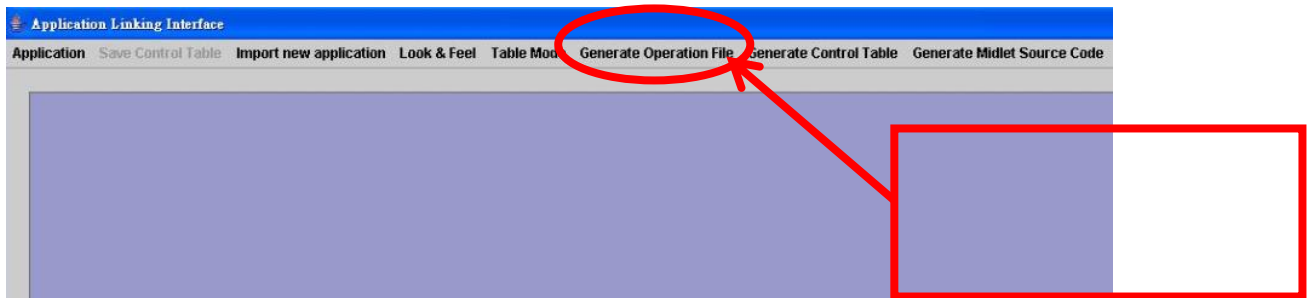 Application Linking Interface
Application Save Control Table Import new application Look & Feel Table Mode Generate Operation File Generate Control Table Generate Midlet Source Code